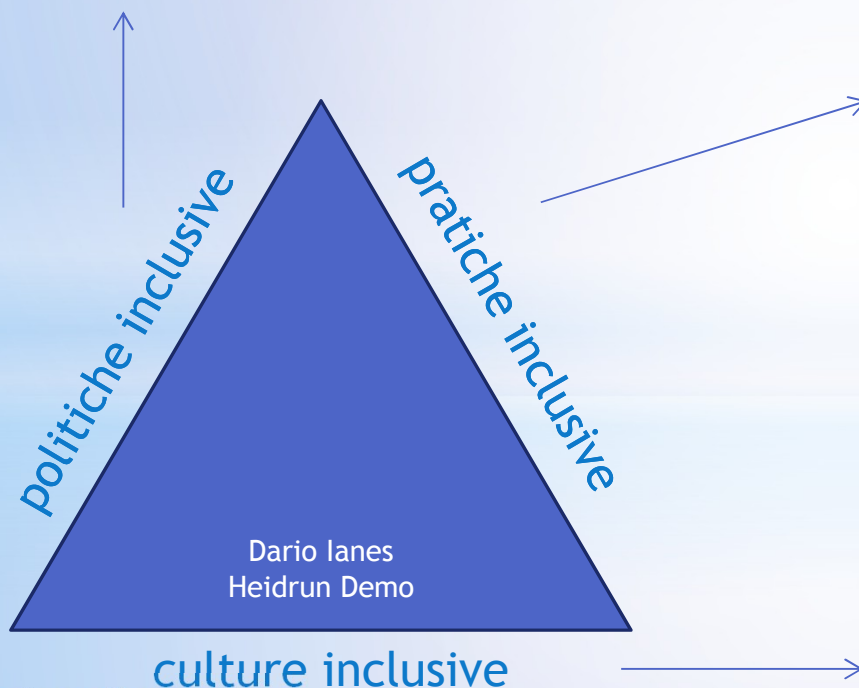 politiche inclusive
pratiche inclusive
Dario Ianes
Heidrun Demo
culture inclusive